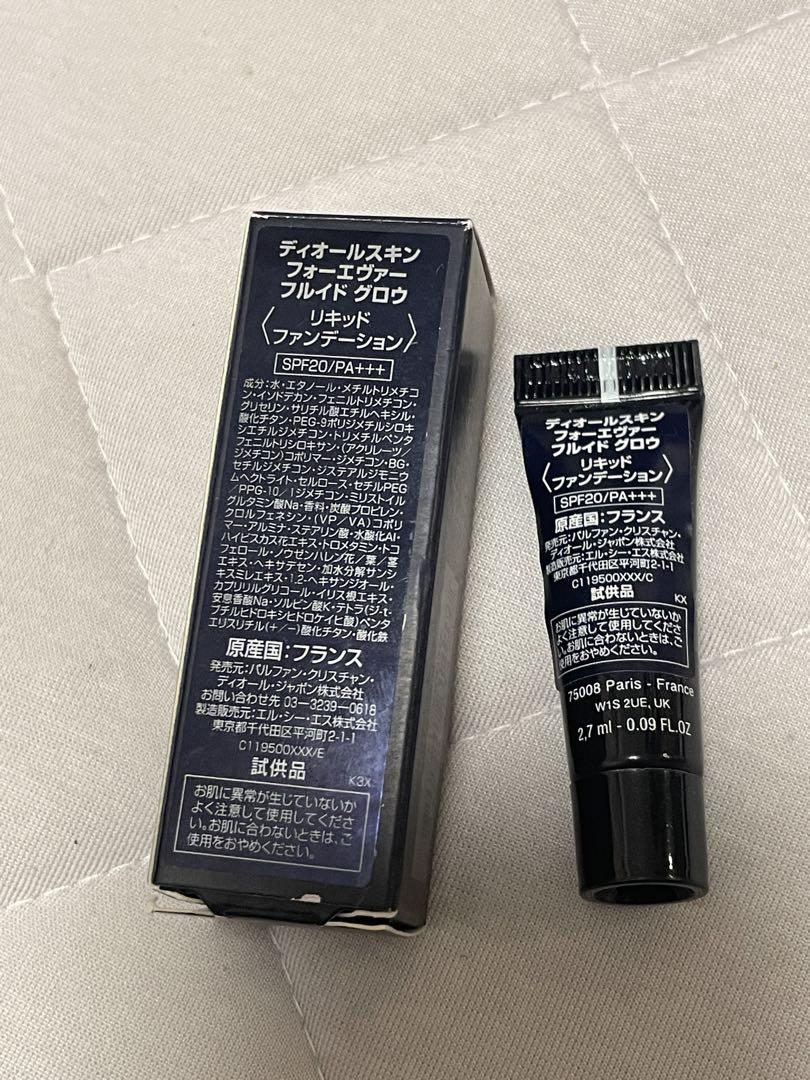 ディオールスキン
フォーエヴァー
フルイド グロウ
〈リキッド
ファンデーション〉
SPF20/PA+++
成分:水・エタノール・メチルトリメチコ
ン・イソドデカン・フェニルトリメチコン・
グリセリン・サリチル酸エチルヘキシル・
酸化チタン・PEG-9ポリジメチルシロキ
シエチルジメチコン・トリメチルペンタ
フェニルトリシロキサン・(アクリレーツ/
ジメチコン)コポリマー・ジメチコン・BG・
セチルジメチコン・ジステアルジモニウ
ムヘクトライト・セルロース・セチルPEG
/PPG-10/1ジメチコン・ミリストイル
グルタミン酸Na・香料・炭酸プロピレン・
クロルフェネシン・(VP/VA)コポリ
マー・アルミナ・ステアリン酸・水酸化Al・
ハイビスカス花エキス・トロメタミン・トコ
フェロール・ノウゼンハレン花/葉/茎
エキス・ヘキサデセン・加水分解サンシ
キスミレエキス・1,2-ヘキサンジオール・
カプリリルグリコール・イリス根エキス・
安息香酸Na・ソルビン酸K・テトラ(ジ-t-
ブチルヒドロキシヒドロケイヒ酸)ペンタ
エリスリチル(+/-)酸化チタン・酸化鉄
原産国:フランス
発売元:パルファン・クリスチャン・
ディオール・ジャポン株式会社
お問い合わせ先 03-3239-0618
製造販売元:エル・シー・エス株式会社
東京都千代田区平河町2-1-1
C119500XXX/E
試供品
K3X
お肌に異常が生じていないか
よく注意して使用してくださ
い。お肌に合わないときは、ご
使用をおやめください。
ディオールスキン
フォーエヴァー
フルイド グロウ
〈リキッド
ファンデーション〉
SPF20/PA+++
原産国:フランス
発売元:パルファン・クリスチャン・
ディオール・ジャポン株式会社
製造販売元:エル・シー・エス株式会社
東京都千代田区平河町2-1-1
C119500XXX/C
試供品
KX
お肌に異常が生じていないか
よく注意して使用してくださ
い。お肌に合わないときは、ご
使用をおやめください。
75008 Paris - France
W1S 2UE, UK
2,7 ml - 0.09 FL.OZ